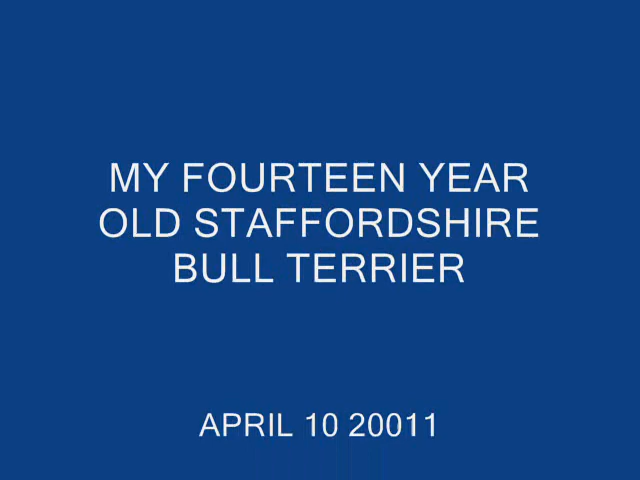 MY FOURTEEN YEAR
OLD STAFFORDSHIRE
BULL TERRIER
APRIL 10 20011